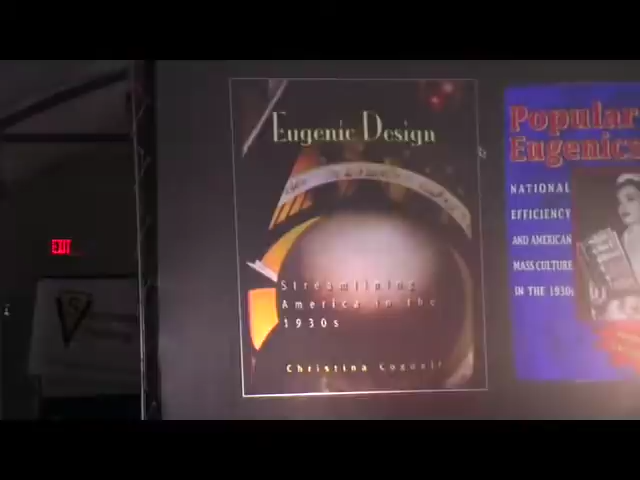 Eugenic Design
Streamlining
America in the
1930s
Christina Cogdell
Popular
Eugenics
NATIONAL
EFFICIENCY
AND AMERICAN
MASS CULTURE
IN THE 1930s
EXIT